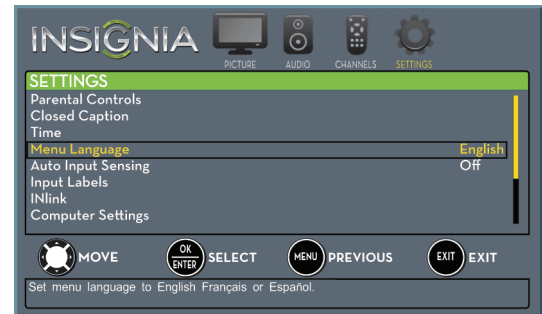 INSIGNIA
PICTURE AUDIO CHANNELS SETTINGS
SETTINGS
Parental Controls
Closed Caption
Time
Menu Language English
Auto Input Sensing Off
Input Labels
INlink
Computer Settings
MOVE OK ENTER SELECT MENU PREVIOUS EXIT EXIT
Set menu language to English Français or Español.